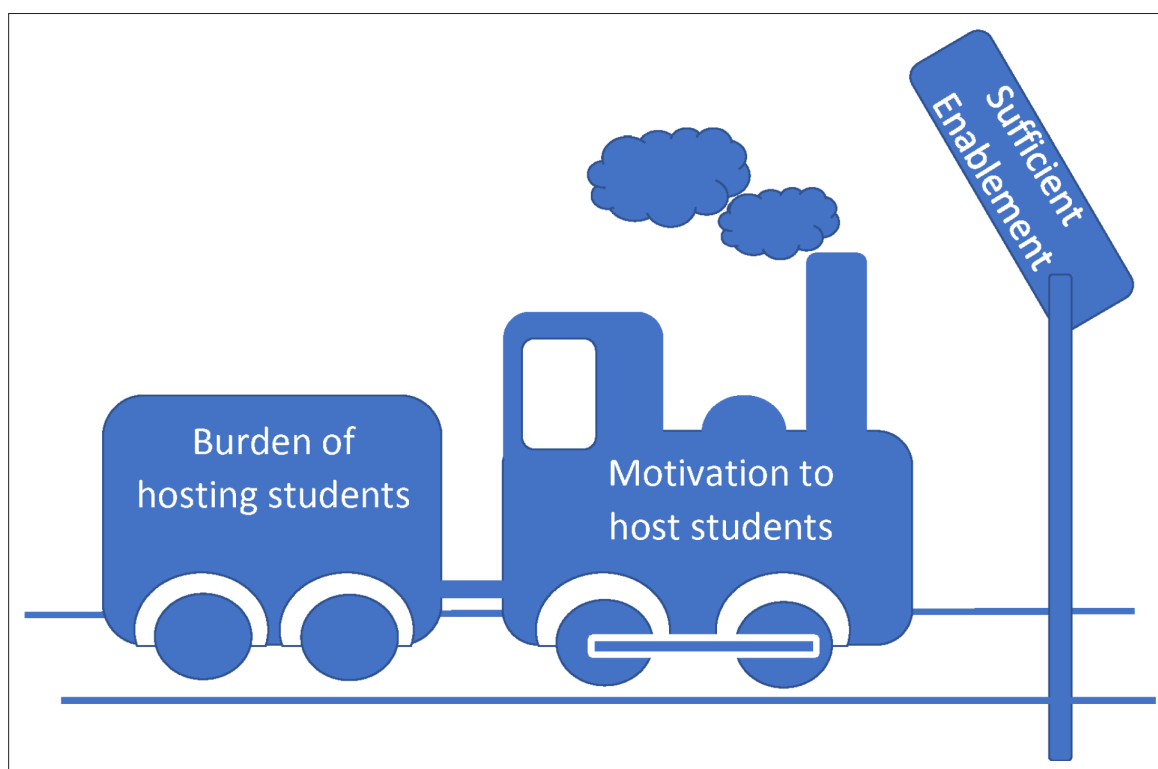 Burden of
hosting students
Motivation to
host students
Sufficient
Enablement